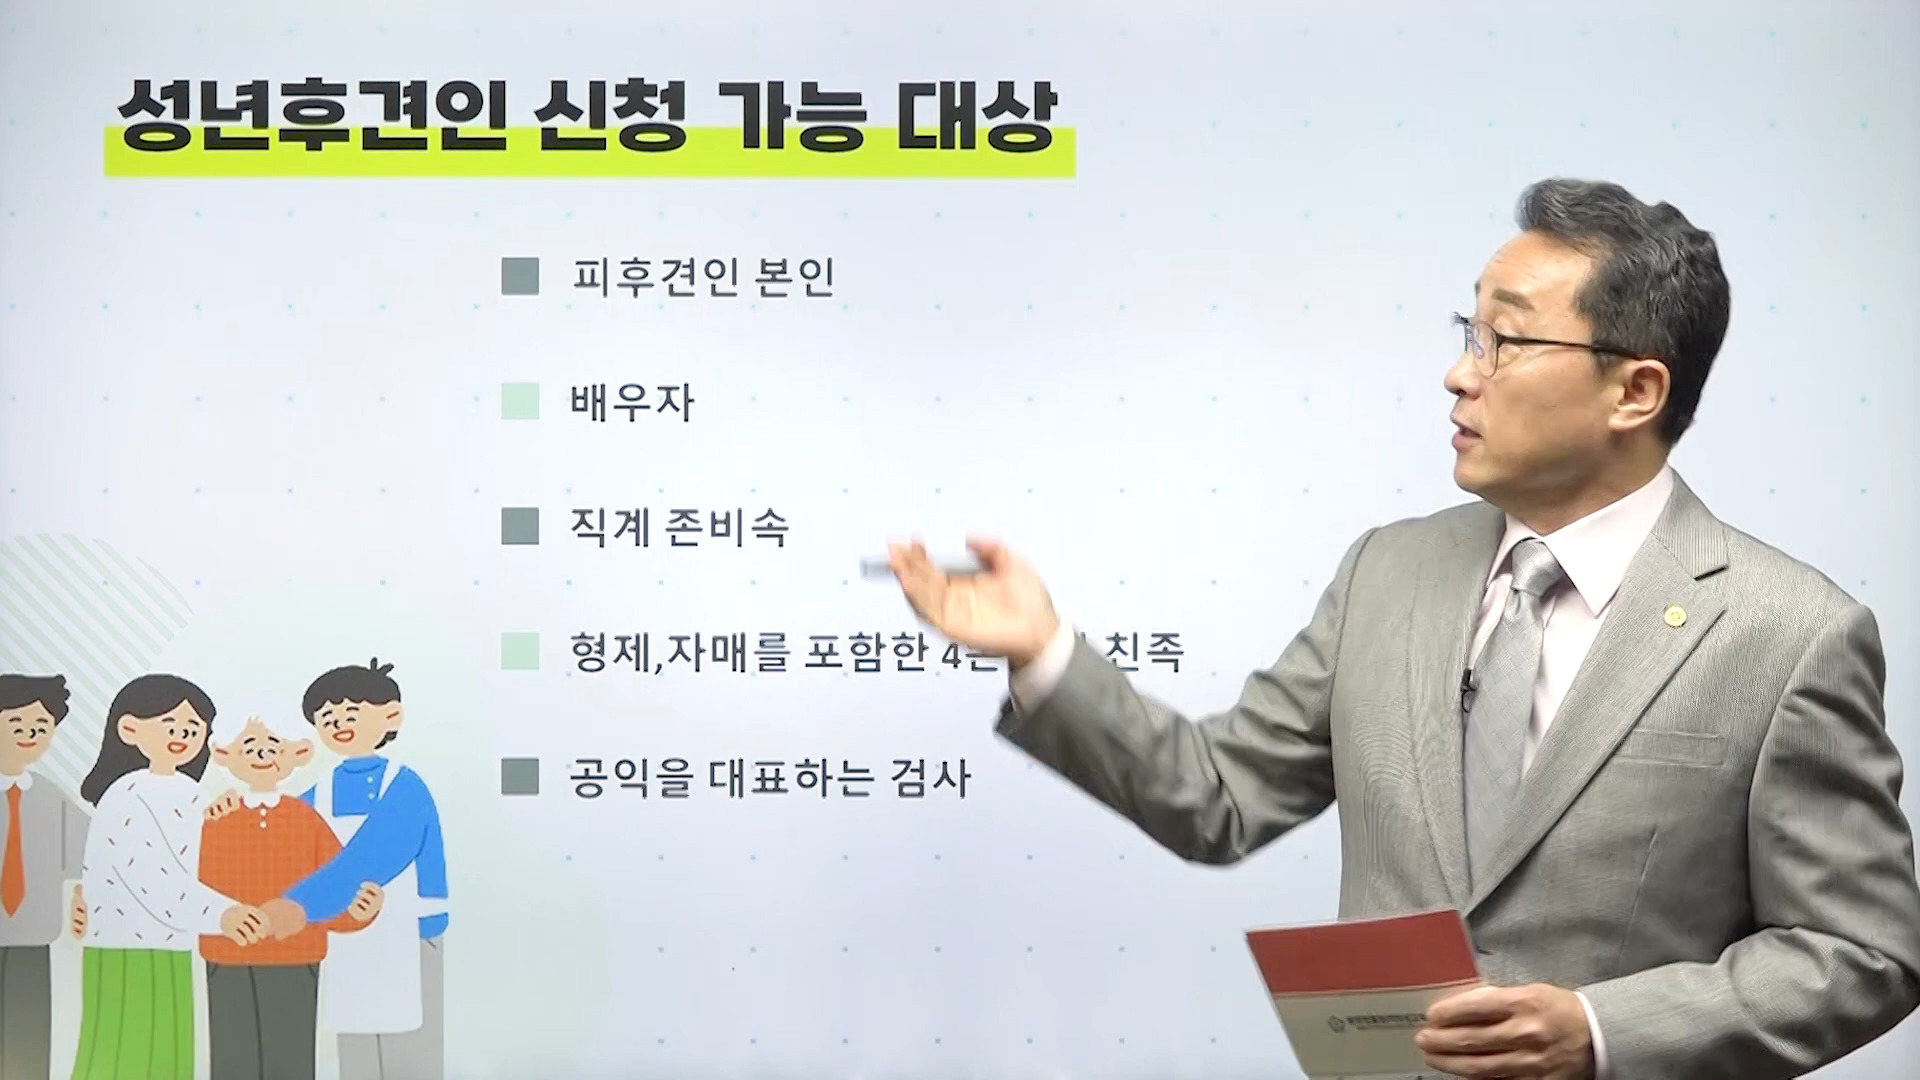 성년후견인 신청 가능 대상
피후견인 본인
배우자
직계 존비속
형제,자매를 포함한 친족
공익을 대표하는 검사